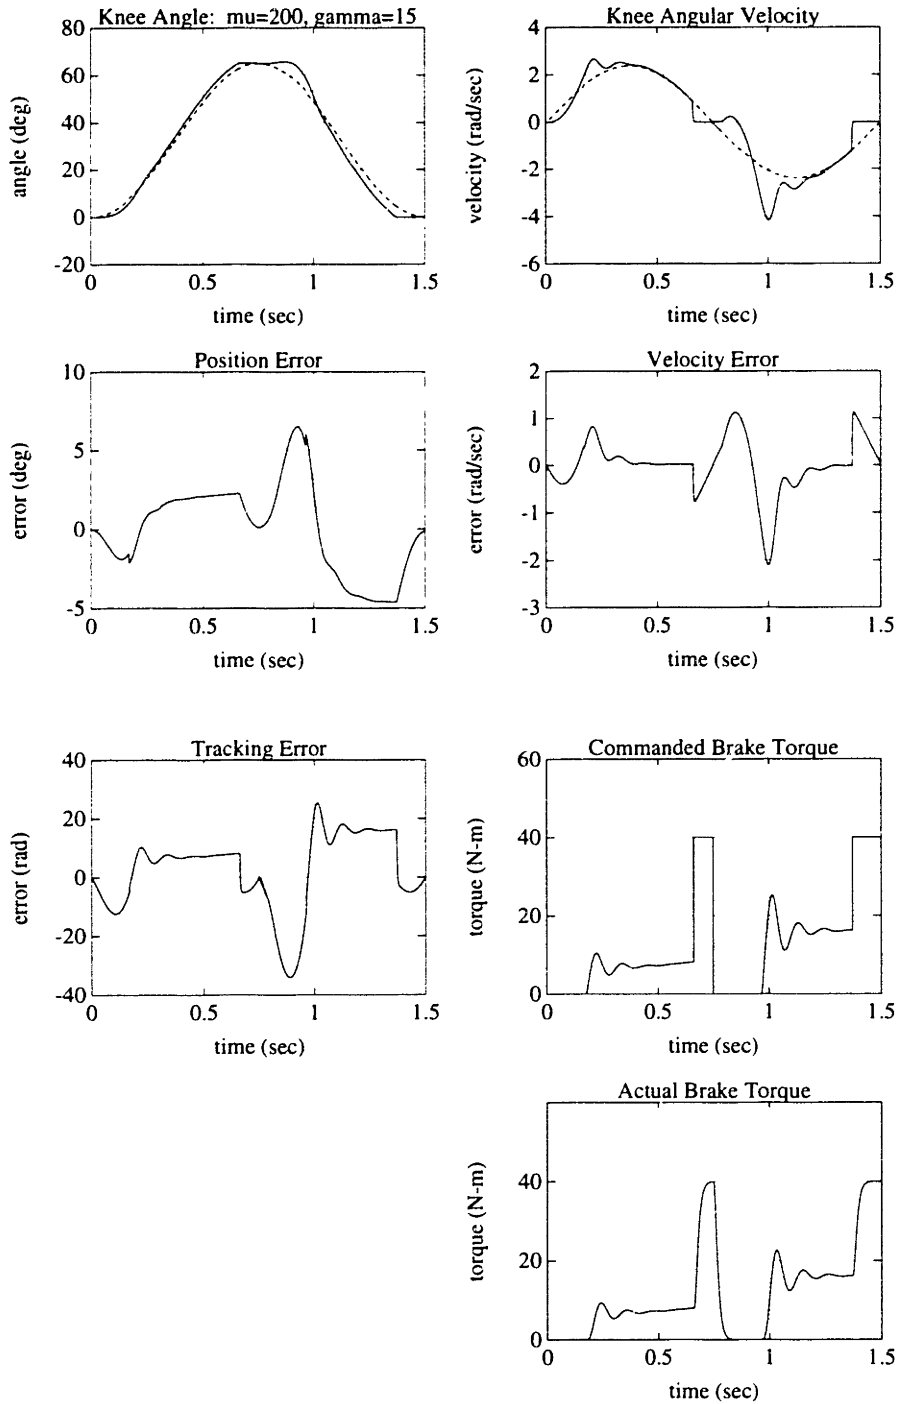 Knee Angle: mu=200, gamma=15
80
60
40
20
0
-20
angle (deg)
0 0.5 1 1.5
time (sec)
Knee Angular Velocity
4
2
0
-2
-4
-6
velocity (rad/sec)
0 0.5 1 1.5
time (sec)
Position Error
10
5
0
-5
error (deg)
0 0.5 1 1.5
time (sec)
Velocity Error
2
1
0
-1
-2
-3
error (rad/sec)
0 0.5 1 1.5
time (sec)
Tracking Error
40
20
0
-20
-40
error (rad)
0 0.5 1 1.5
time (sec)
Commanded Brake Torque
60
40
20
0
torque (N-m)
0 0.5 1 1.5
time (sec)
Actual Brake Torque
40
20
0
torque (N-m)
0 0.5 1 1.5
time (sec)